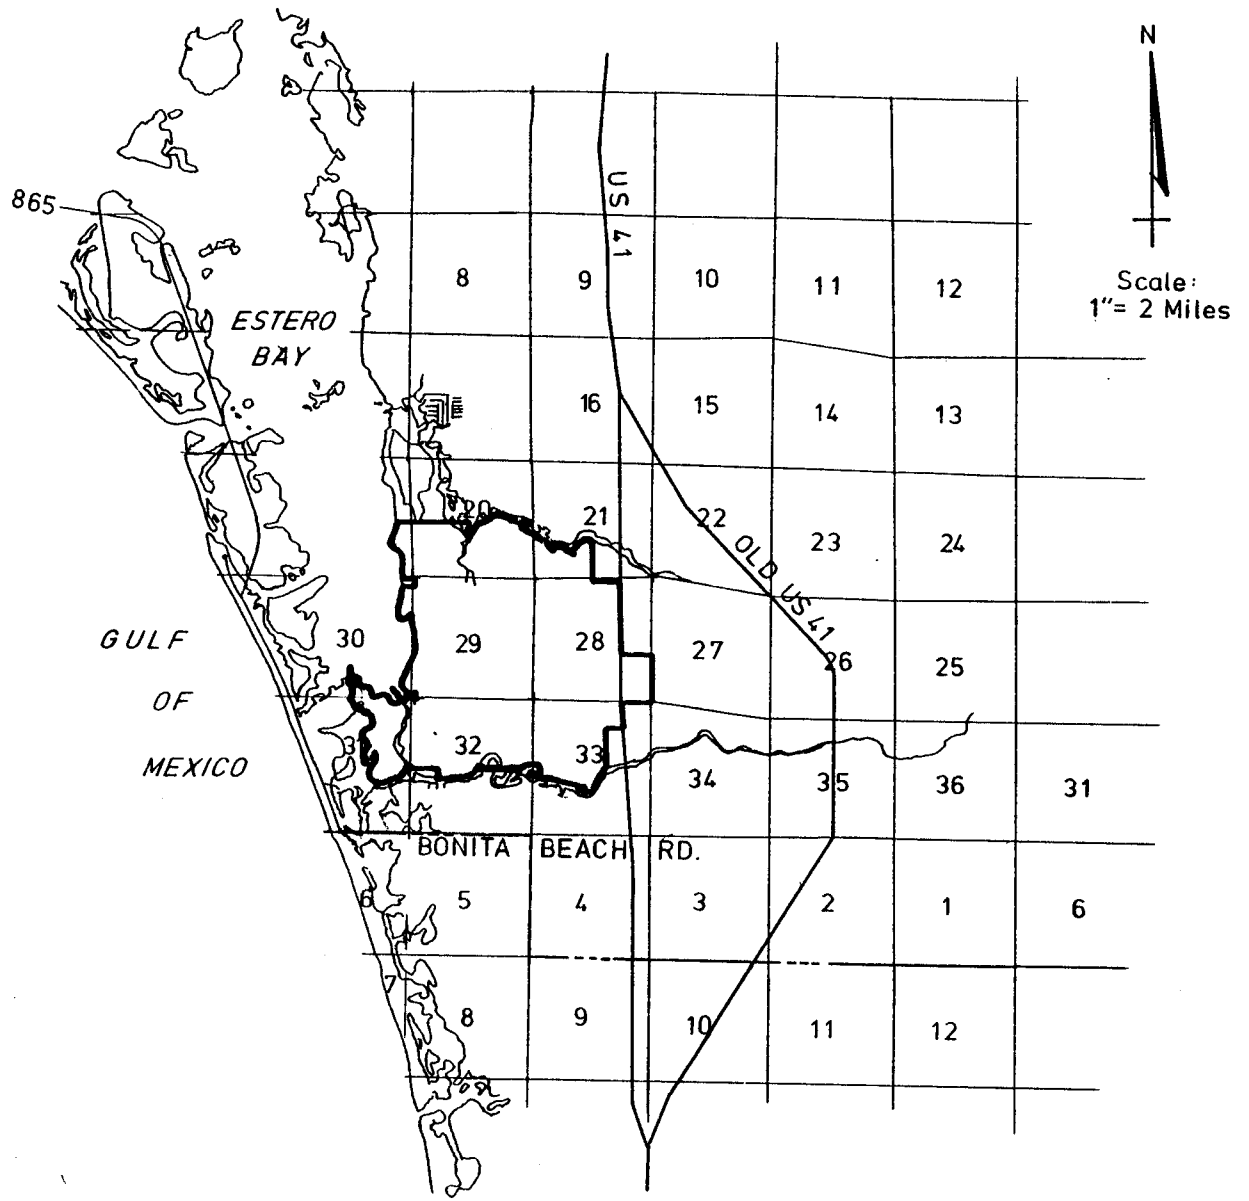 N
865
US 41
8 9 10 11 12
Scale:
1"= 2 Miles
ESTERO
BAY
16 15 14 13
20 21 22 23 24
OLD US 41
GULF
OF
MEXICO
30 29 28 27 26 25
32 33 34 35 36 31
BONITA BEACH RD.
6 5 4 3 2 1 6
8 9 10 11 12